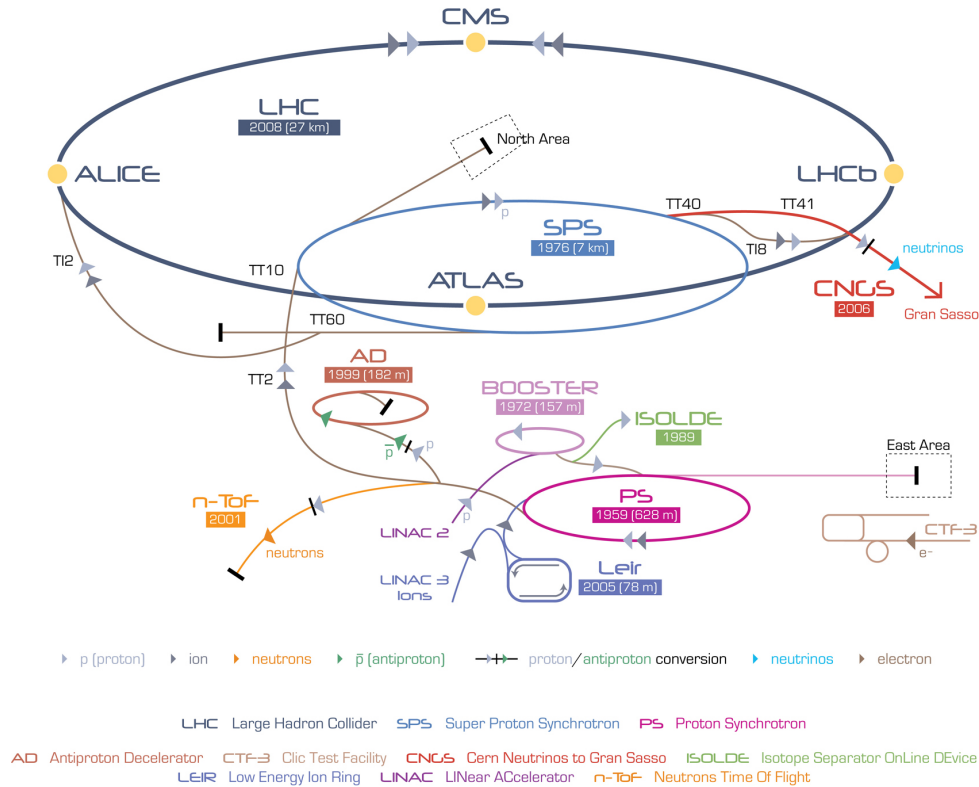 CMS
LHC
2008 (27 km)
North Area
ALICE
LHCb
TT40
TT41
p
SPS
1976 (7 km)
TI8
neutrinos
TI2
TT10
ATLAS
CNGS
2006
Gran Sasso
TT60
AD
1999 (182 m)
TT2
BOOSTER
1972 (157 m)
ISOLDE
1989
p̅
p
East Area
n-ToF
2001
PS
1959 (628 m)
p
LINAC 2
neutrons
CTF-3
e-
LINAC 3
Ions
Leir
2005 (78 m)
p (proton)
ion
neutrons
p̅ (antiproton)
proton/antiproton conversion
neutrinos
electron
LHC Large Hadron Collider SPS Super Proton Synchrotron PS Proton Synchrotron
AD Antiproton Decelerator CTF-3 Clic Test Facility CNGS Cern Neutrinos to Gran Sasso ISOLDE Isotope Separator OnLine DEvice
LEIR Low Energy Ion Ring LINAC LINear ACcelerator n-ToF Neutrons Time Of Flight